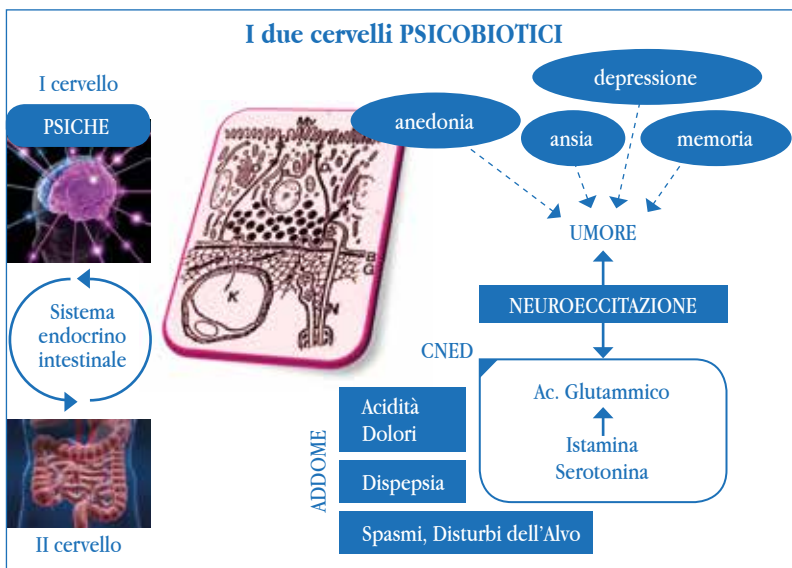 I due cervelli PSICOBIOTICI
I cervello
PSICHE
Sistema
endocrino
intestinale
II cervello
Mv
K
B
G
N
anedonia
depressione
ansia
memoria
UMORE
NEUROECCITAZIONE
CNED
Ac. Glutammico
Istamina
Serotonina
ADDOME
Acidità
Dolori
Dispepsia
Spasmi, Disturbi dell'Alvo